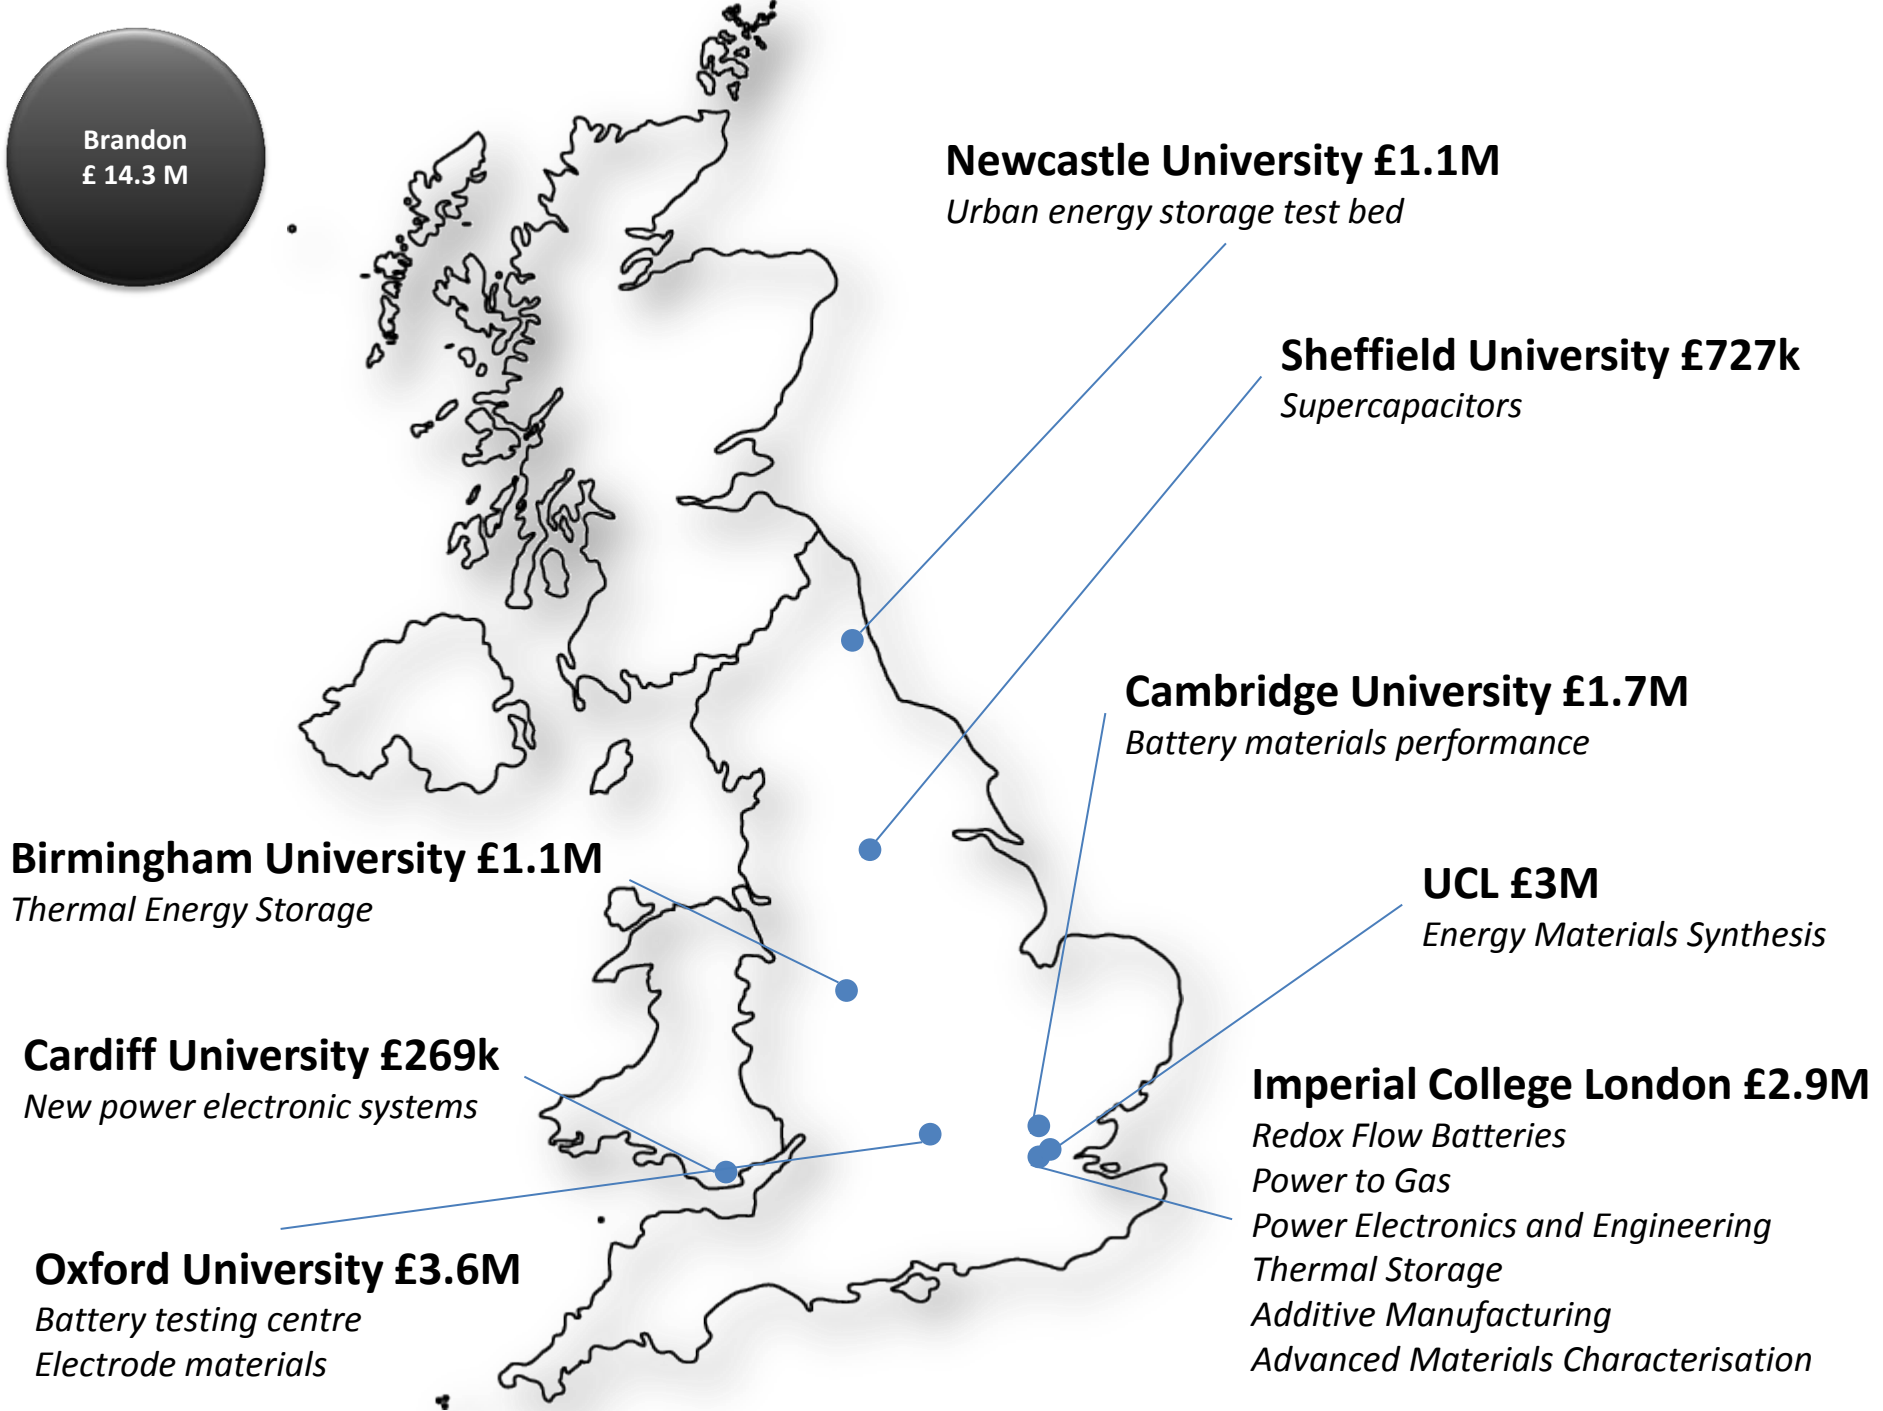 Brandon
£ 14.3 M
Newcastle University £1.1M
Urban energy storage test bed
Sheffield University £727k
Supercapacitors
Cambridge University £1.7M
Battery materials performance
Birmingham University £1.1M
Thermal Energy Storage
UCL £3M
Energy Materials Synthesis
Cardiff University £269k
New power electronic systems
Imperial College London £2.9M
Redox Flow Batteries
Power to Gas
Power Electronics and Engineering
Thermal Storage
Additive Manufacturing
Advanced Materials Characterisation
Oxford University £3.6M
Battery testing centre
Electrode materials